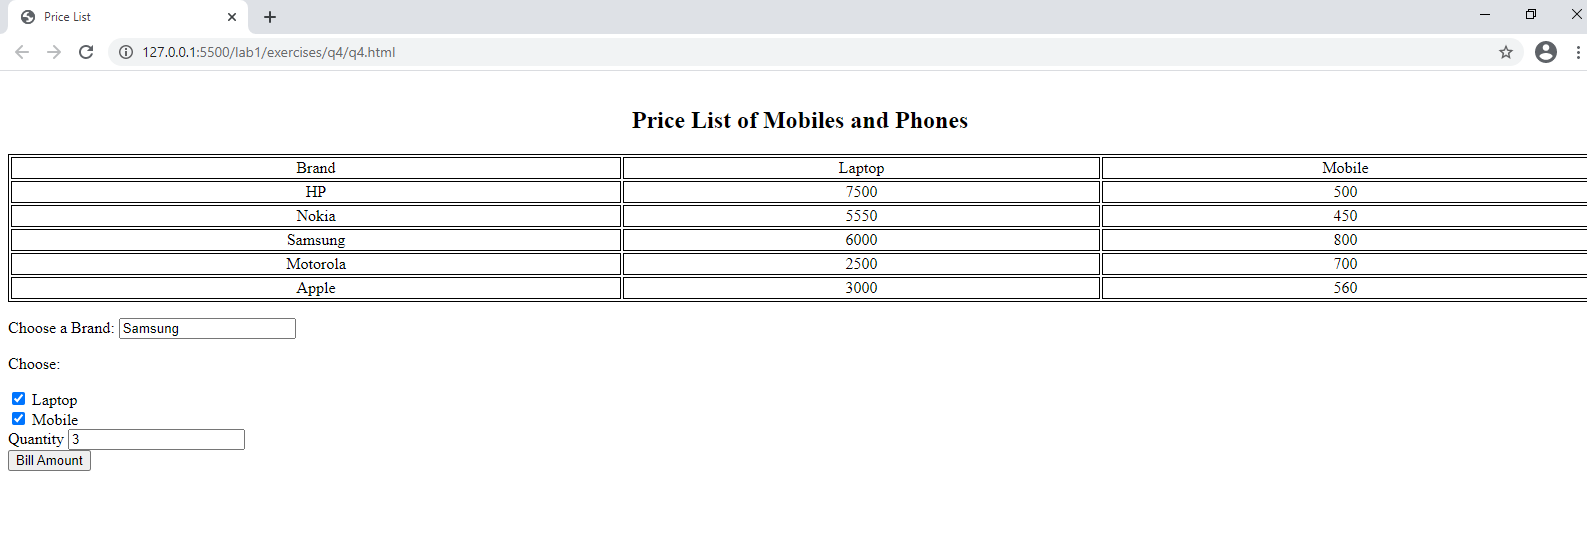 Price List
127.0.0.1:5500/lab1/exercises/q4/q4.html
Price List of Mobiles and Phones
Brand Laptop Mobile
HP 7500 500
Nokia 5550 450
Samsung 6000 800
Motorola 2500 700
Apple 3000 560
Choose a Brand: Samsung
Choose:
Laptop
Mobile
Quantity 3
Bill Amount